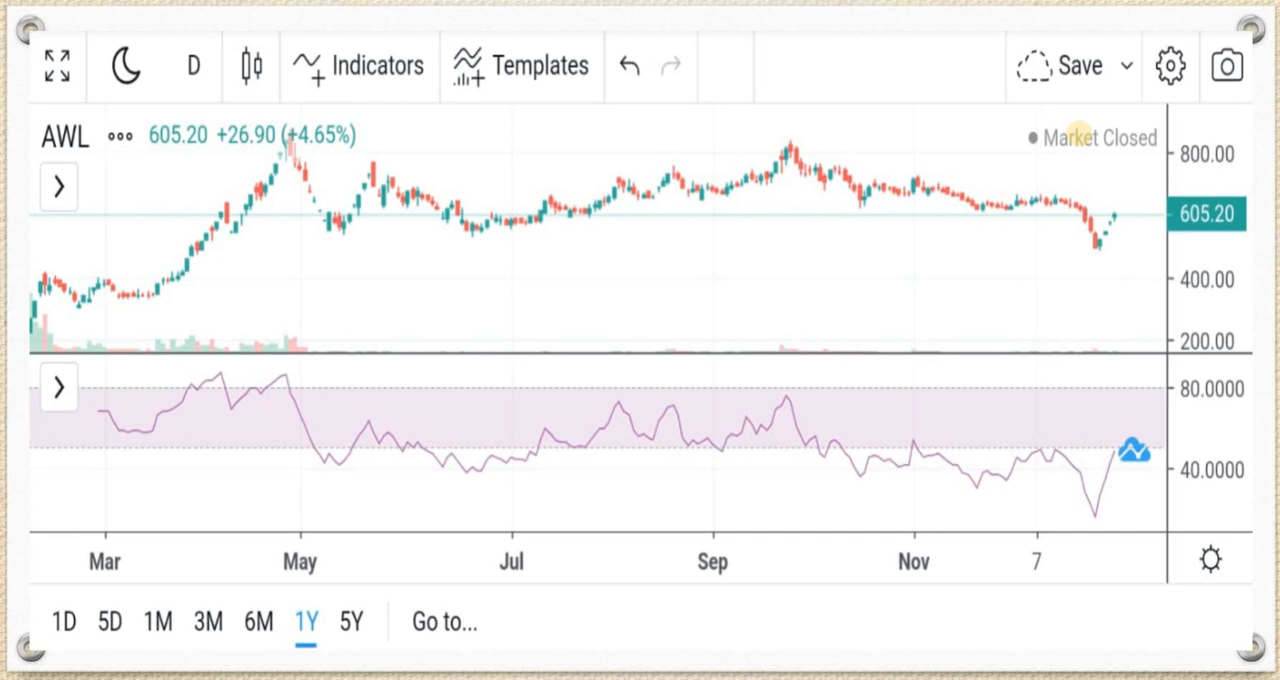 D Indicators Templates Save
AWL 605.20 +26.90 (+4.65%) Market Closed
800.00
605.20
400.00
200.00
80.0000
40.0000
Mar May Jul Sep Nov 7
1D 5D 1M 3M 6M 1Y 5Y Go to...